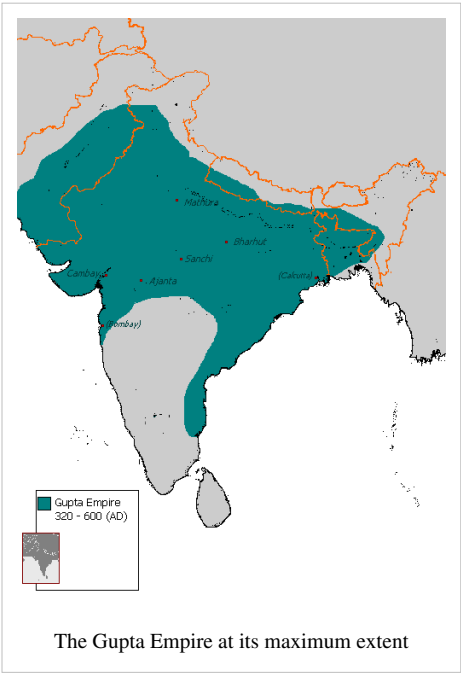 Mathura
Bharhut
Sanchi
Cambay
(Calcutta)
Ajanta
(Bombay)
Gupta Empire
320 - 600 (AD)
The Gupta Empire at its maximum extent